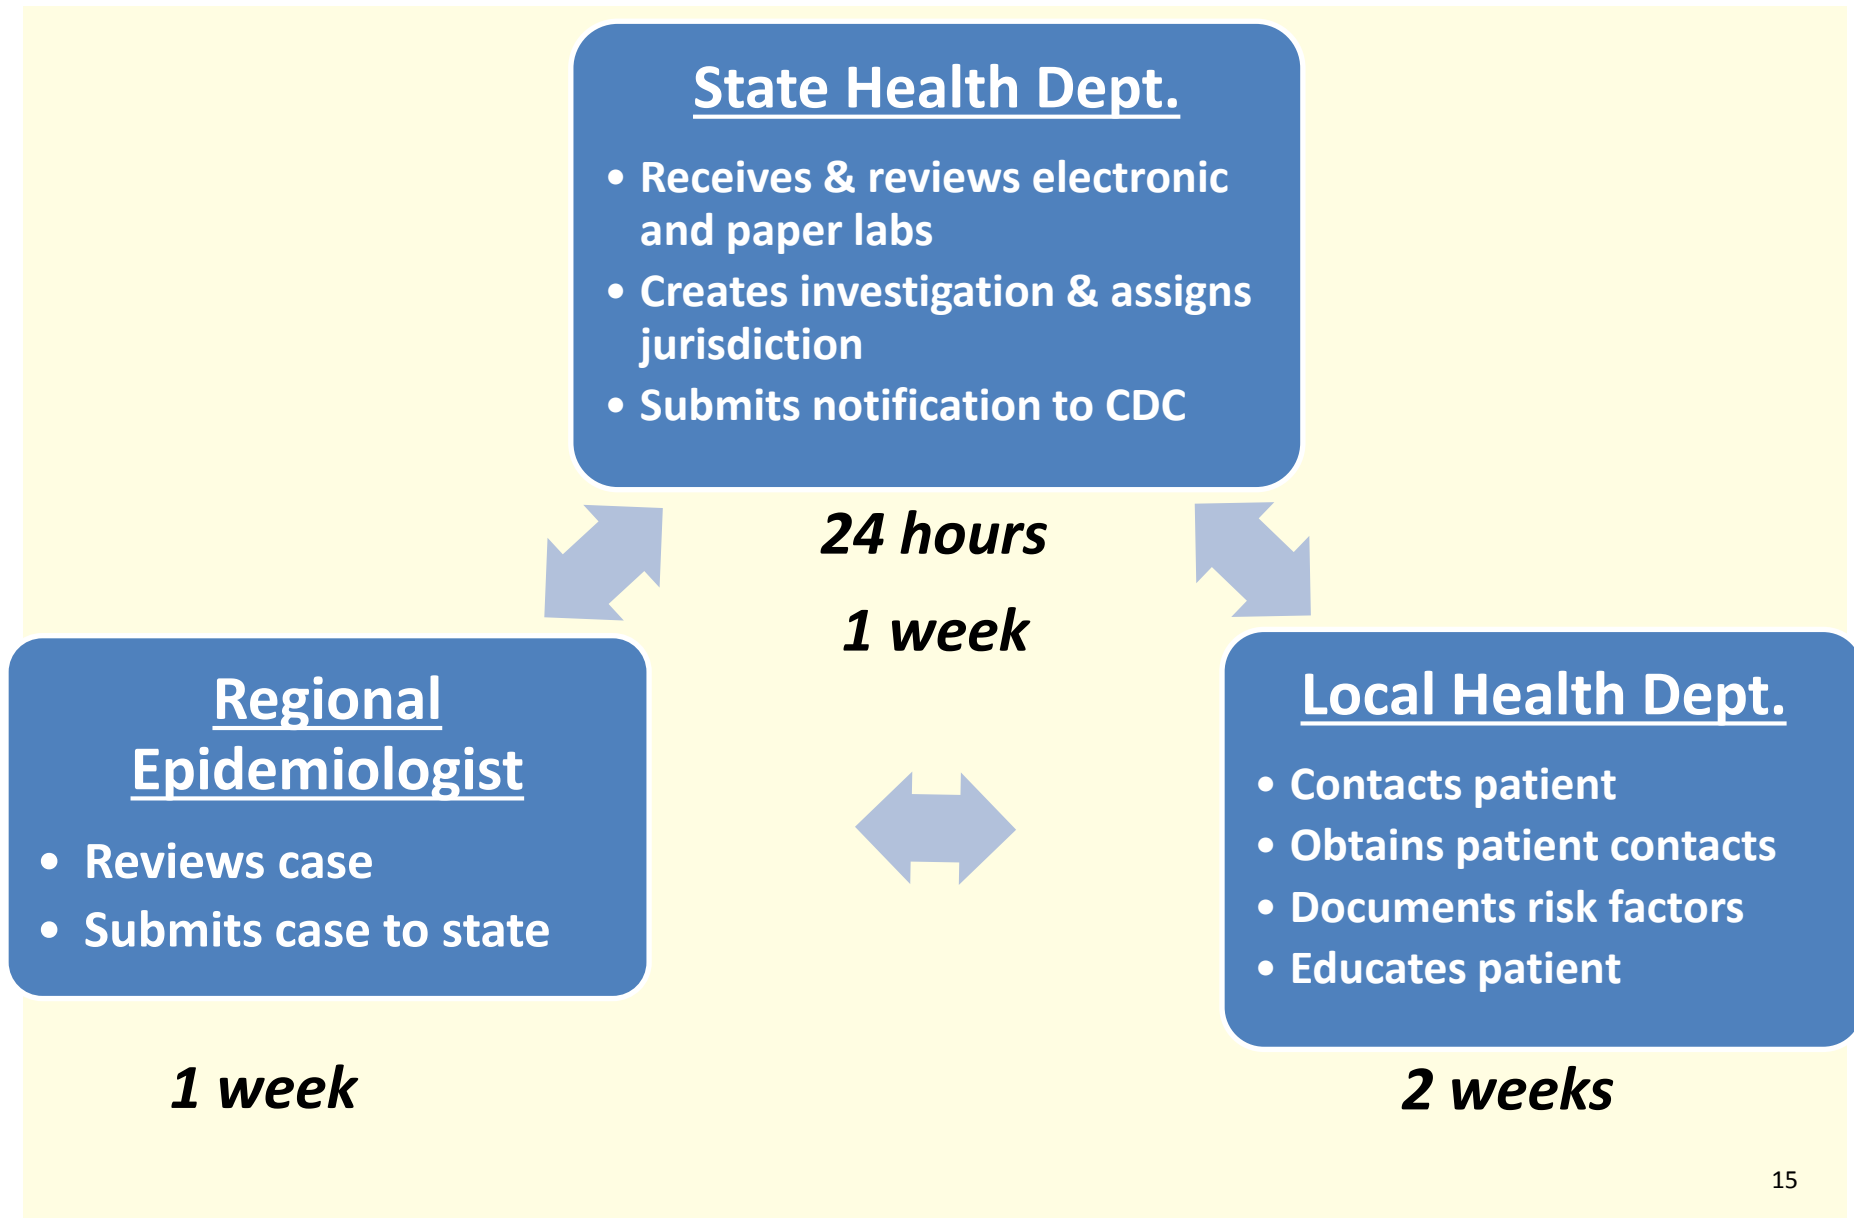 State Health Dept.
• Receives & reviews electronic
and paper labs
• Creates investigation & assigns
jurisdiction
• Submits notification to CDC
24 hours
1 week
Regional
Epidemiologist
• Reviews case
• Submits case to state
1 week
Local Health Dept.
• Contacts patient
• Obtains patient contacts
• Documents risk factors
• Educates patient
2 weeks
15